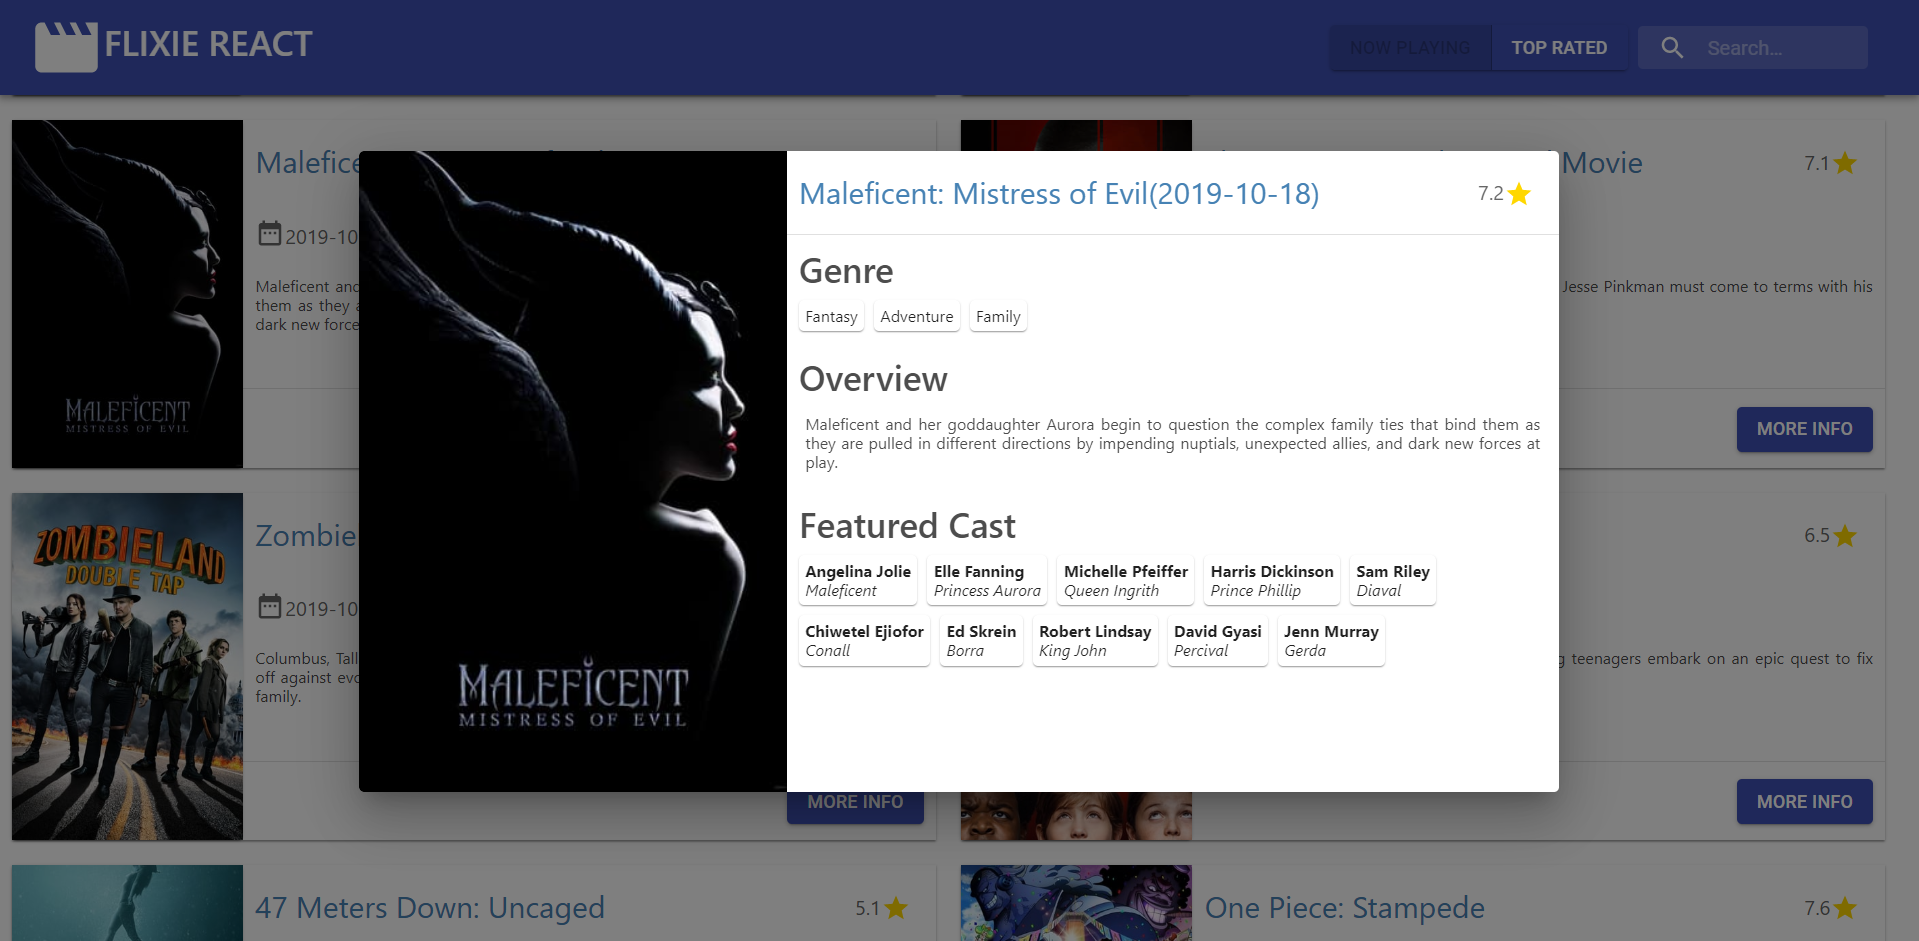 FLIXIE REACT
NOW PLAYING
TOP RATED
Search...
Movie
7.1
2019-10
Maleficent and
them as they
dark new force
MALEFICENT
MISTRESS OF EVIL
Jesse Pinkman must come to terms with his
MORE INFO
Maleficent: Mistress of Evil(2019-10-18)
7.2
Genre
Fantasy
Adventure
Family
Overview
Maleficent and her goddaughter Aurora begin to question the complex family ties that bind them as
they are pulled in different directions by impending nuptials, unexpected allies, and dark new forces at
play.
Featured Cast
Angelina Jolie
Maleficent
Elle Fanning
Princess Aurora
Michelle Pfeiffer
Queen Ingrith
Harris Dickinson
Prince Phillip
Sam Riley
Diaval
Chiwetel Ejiofor
Conall
Ed Skrein
Borra
Robert Lindsay
King John
David Gyasi
Percival
Jenn Murray
Gerda
MALEFICENT
MISTRESS OF EVIL
ZOMBIELAND
DOUBLE TAP
Zombie
6.5
2019-10
Columbus, Tall
off against evo
family.
teenagers embark on an epic quest to fix
MORE INFO
MORE INFO
47 Meters Down: Uncaged
5.1
One Piece: Stampede
7.6